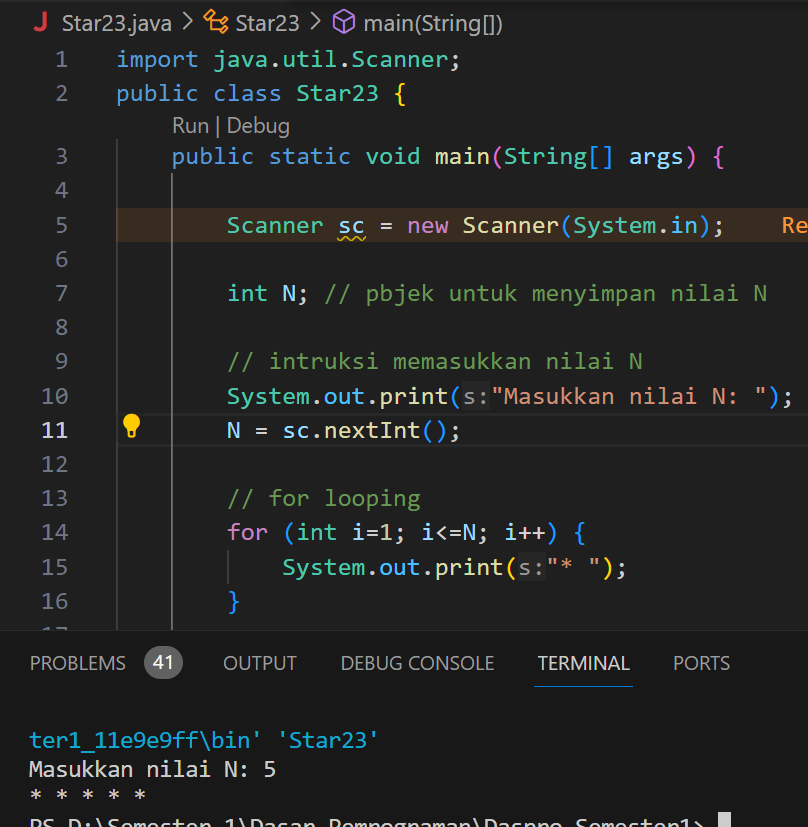 Star23.java > Star23 > main(String[])
1 import java.util.Scanner;
2 public class Star23 {
Run | Debug
3 public static void main(String[] args) {
4
5 Scanner sc = new Scanner(System.in); Re
6
7 int N; // pbjek untuk menyimpan nilai N
8
9 // intruksi memasukkan nilai N
10 System.out.print(s:"Masukkan nilai N: ");
11 N = sc.nextInt();
12
13 // for looping
14 for (int i=1; i<=N; i++) {
15 System.out.print(s:"* ");
16 }
17
PROBLEMS 41 OUTPUT DEBUG CONSOLE TERMINAL PORTS
ter1_11e9e9ff\bin' 'Star23'
Masukkan nilai N: 5
* * * * *
PS D:\Semester 1\Dasar Pemrograman\Daspro Semester1>